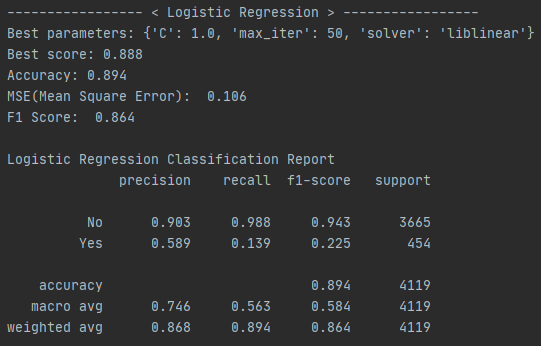 ----------------- < Logistic Regression > -----------------
Best parameters: {'C': 1.0, 'max_iter': 50, 'solver': 'liblinear'}
Best score: 0.888
Accuracy: 0.894
MSE(Mean Square Error):  0.106
F1 Score:  0.864
Logistic Regression Classification Report
              precision    recall  f1-score   support
          No      0.903     0.988     0.943      3665
         Yes      0.589     0.139     0.225       454
    accuracy                          0.894      4119
   macro avg      0.746     0.563     0.584      4119
weighted avg      0.868     0.894     0.864      4119